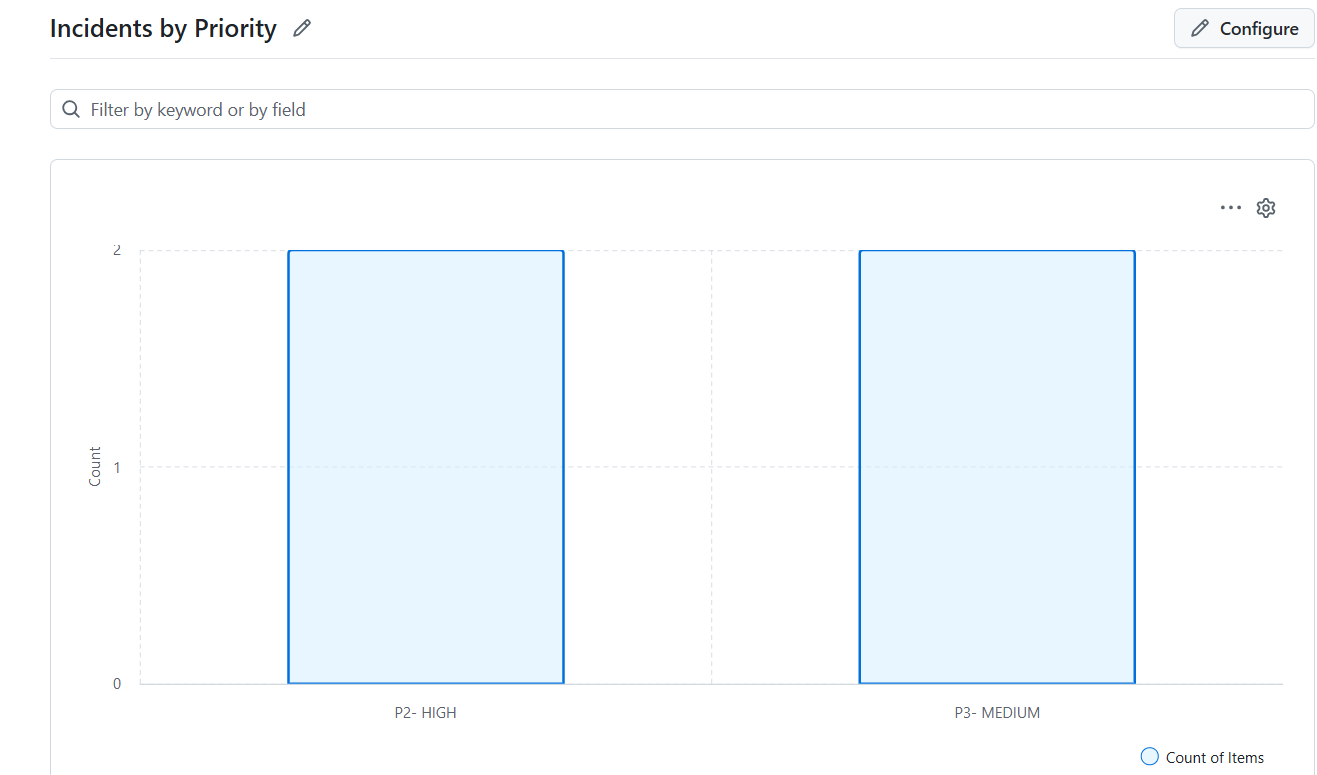 Incidents by Priority
Configure
Filter by keyword or by field
2
Count
1
0
P2- HIGH
P3- MEDIUM
Count of Items